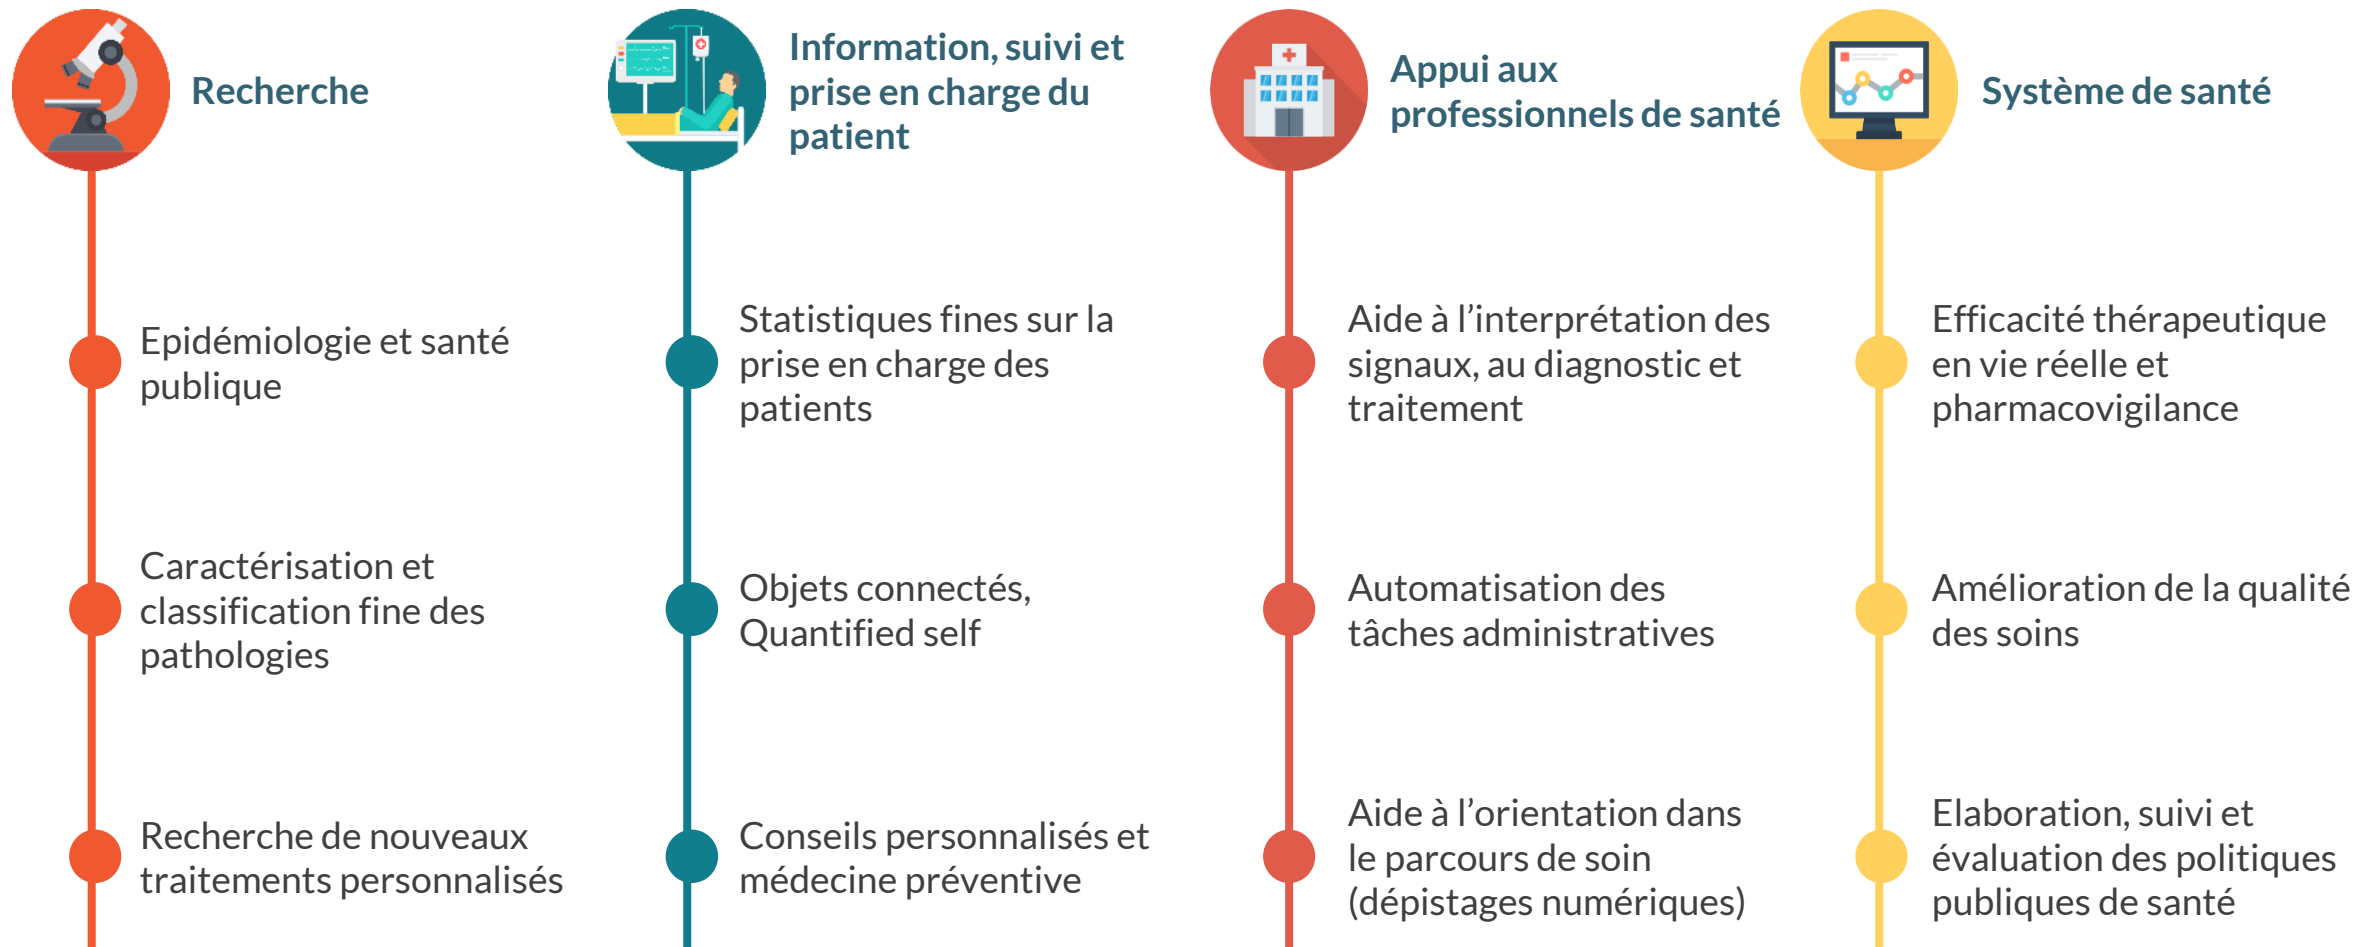 Recherche
Epidémiologie et santé
publique
Caractérisation et
classification fine des
pathologies
Recherche de nouveaux
traitements personnalisés
Information, suivi et
prise en charge du
patient
Statistiques fines sur la
prise en charge des
patients
Objets connectés,
Quantified self
Conseils personnalisés et
médecine préventive
Appui aux
professionnels de santé
Aide à l’interprétation des
signaux, au diagnostic et
traitement
Automatisation des
tâches administratives
Aide à l’orientation dans
le parcours de soin
(dépistages numériques)
Système de santé
Efficacité thérapeutique
en vie réelle et
pharmacovigilance
Amélioration de la qualité
des soins
Elaboration, suivi et
évaluation des politiques
publiques de santé